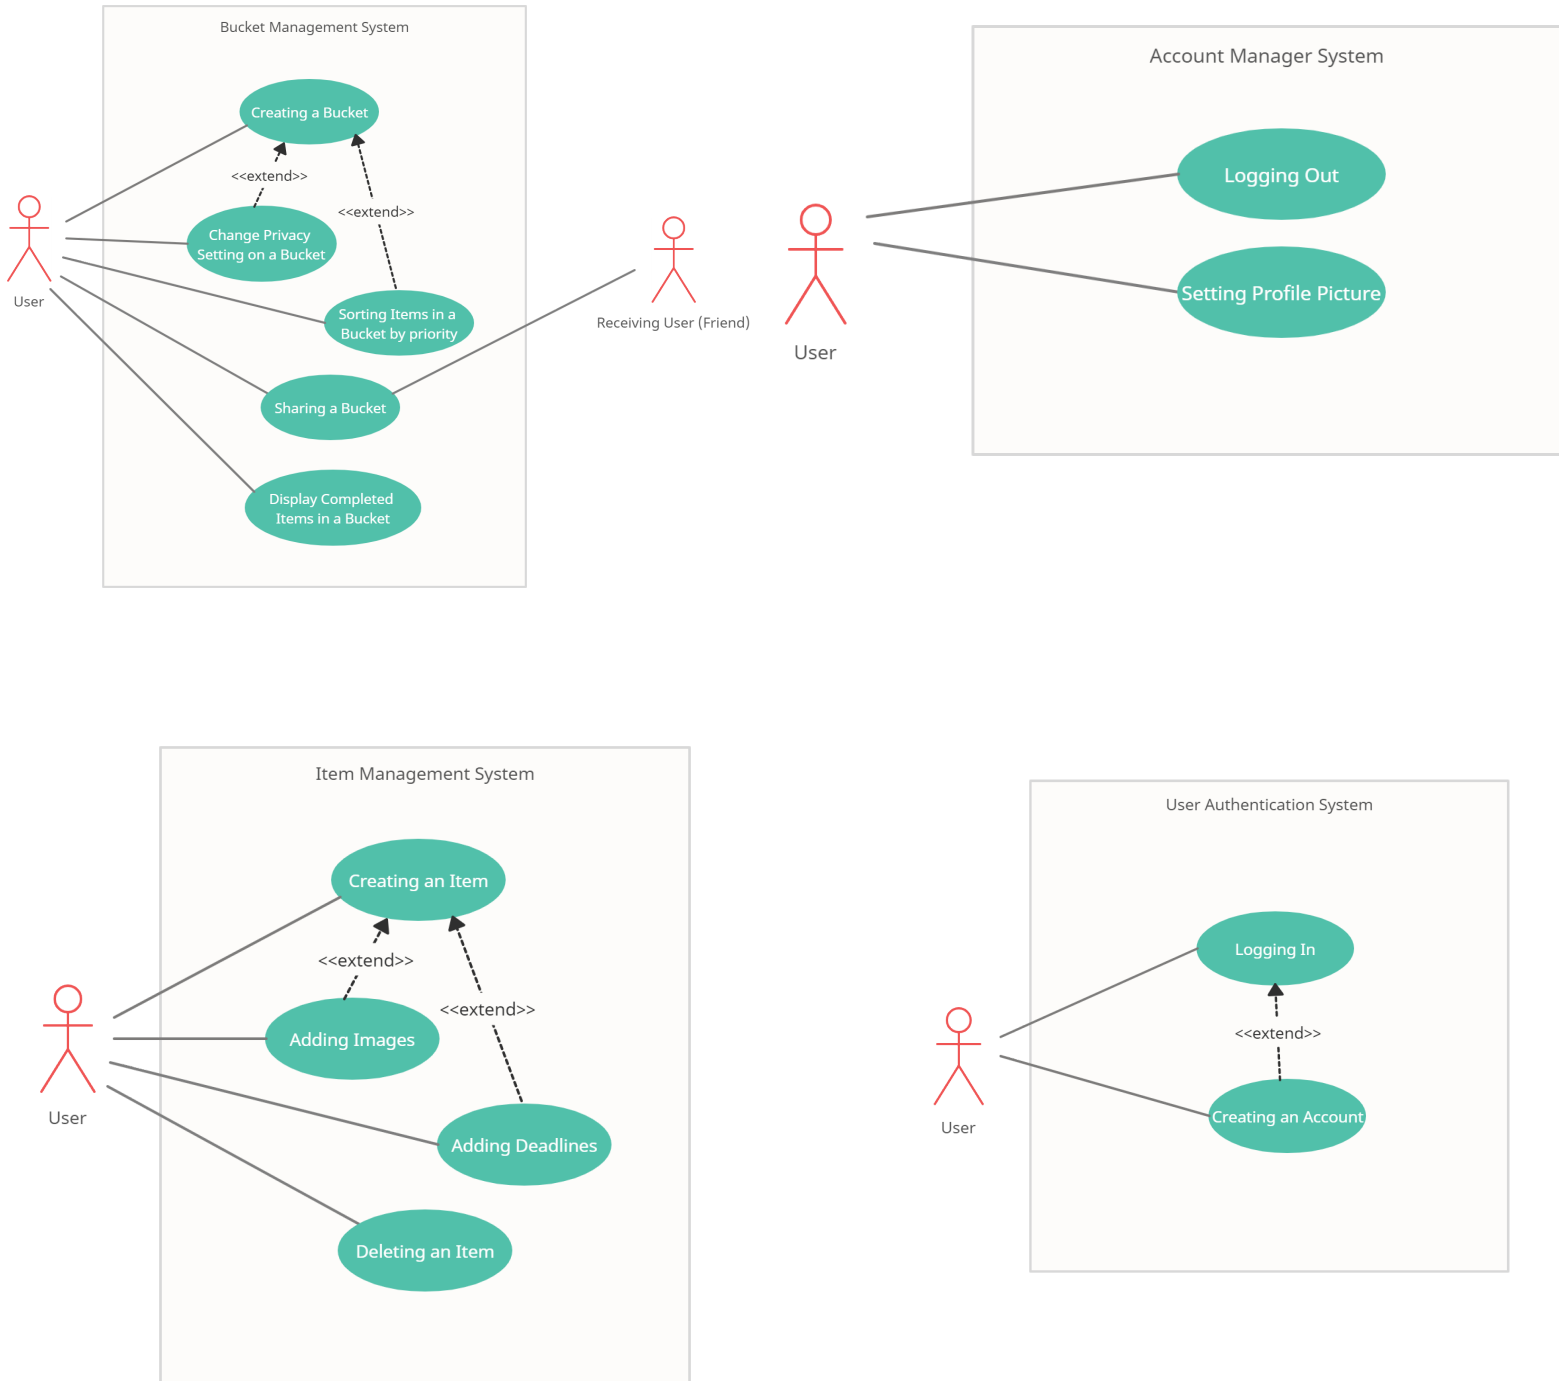 Bucket Management System
Creating a Bucket
<<extend>>
Change Privacy
Setting on a Bucket
<<extend>>
Sorting Items in a
Bucket by priority
Sharing a Bucket
Display Completed
Items in a Bucket
User
Receiving User (Friend)
Account Manager System
Logging Out
Setting Profile Picture
User
Item Management System
Creating an Item
<<extend>>
<<extend>>
Adding Images
Adding Deadlines
Deleting an Item
User
User Authentication System
Logging In
<<extend>>
Creating an Account
User